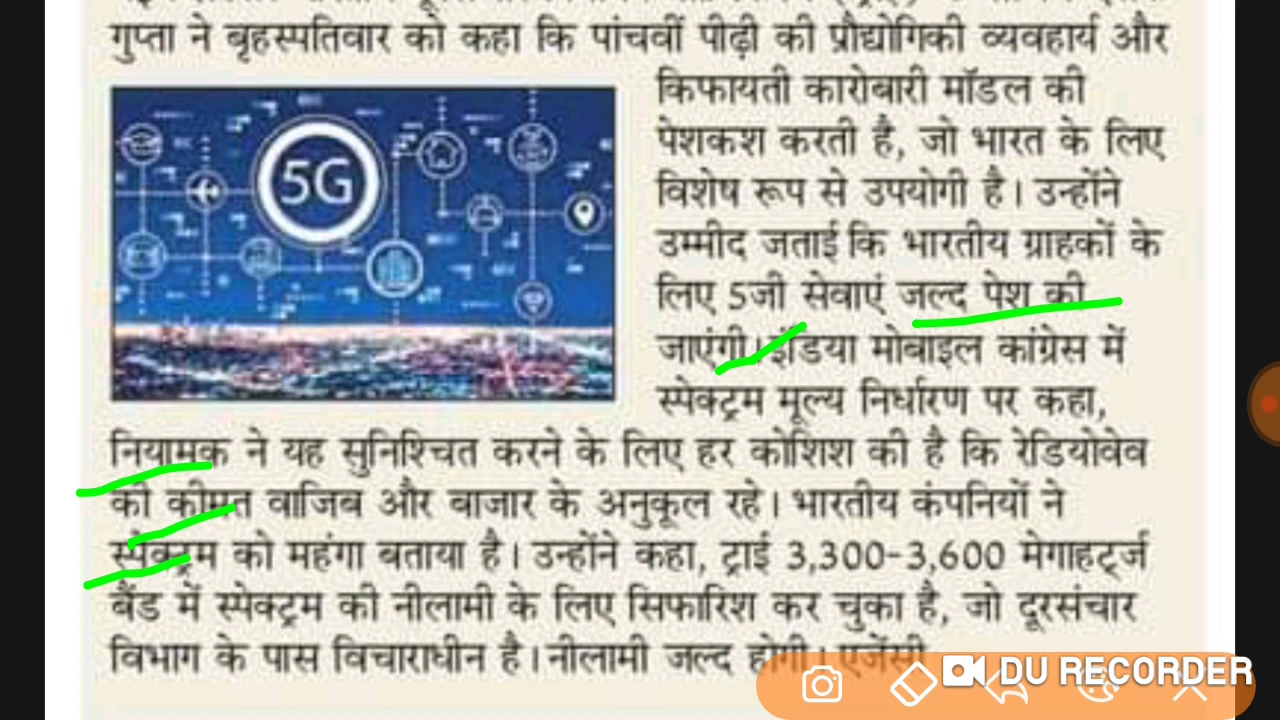 गुप्ता ने बृहस्पतिवार को कहा कि पांचवीं पीढ़ी की प्रौद्योगिकी व्यवहार्य और
किफायती कारोबारी मॉडल की
5G
पेशकश करती है, जो भारत के लिए
विशेष रूप से उपयोगी है। उन्होंने
उम्मीद जताई कि भारतीय ग्राहकों के
लिए 5जी सेवाएं जल्द पेश की
जाएंगी। इंडिया मोबाइल कांग्रेस में
स्पेक्ट्रम मूल्य निर्धारण पर कहा,
नियामक ने यह सुनिश्चित करने के लिए हर कोशिश की है कि रेडियोवेव
की कीमत वाजिब और बाजार के अनुकूल रहे। भारतीय कंपनियों ने
स्पेक्ट्रम को महंगा बताया है। उन्होंने कहा, ट्राई 3,300-3,600 मेगाहर्ट्ज
बैंड में स्पेक्ट्रम की नीलामी के लिए सिफारिश कर चुका है, जो दूरसंचार
विभाग के पास विचाराधीन है। नीलामी जल्द होगी। एजेंसी
DU RECORDER